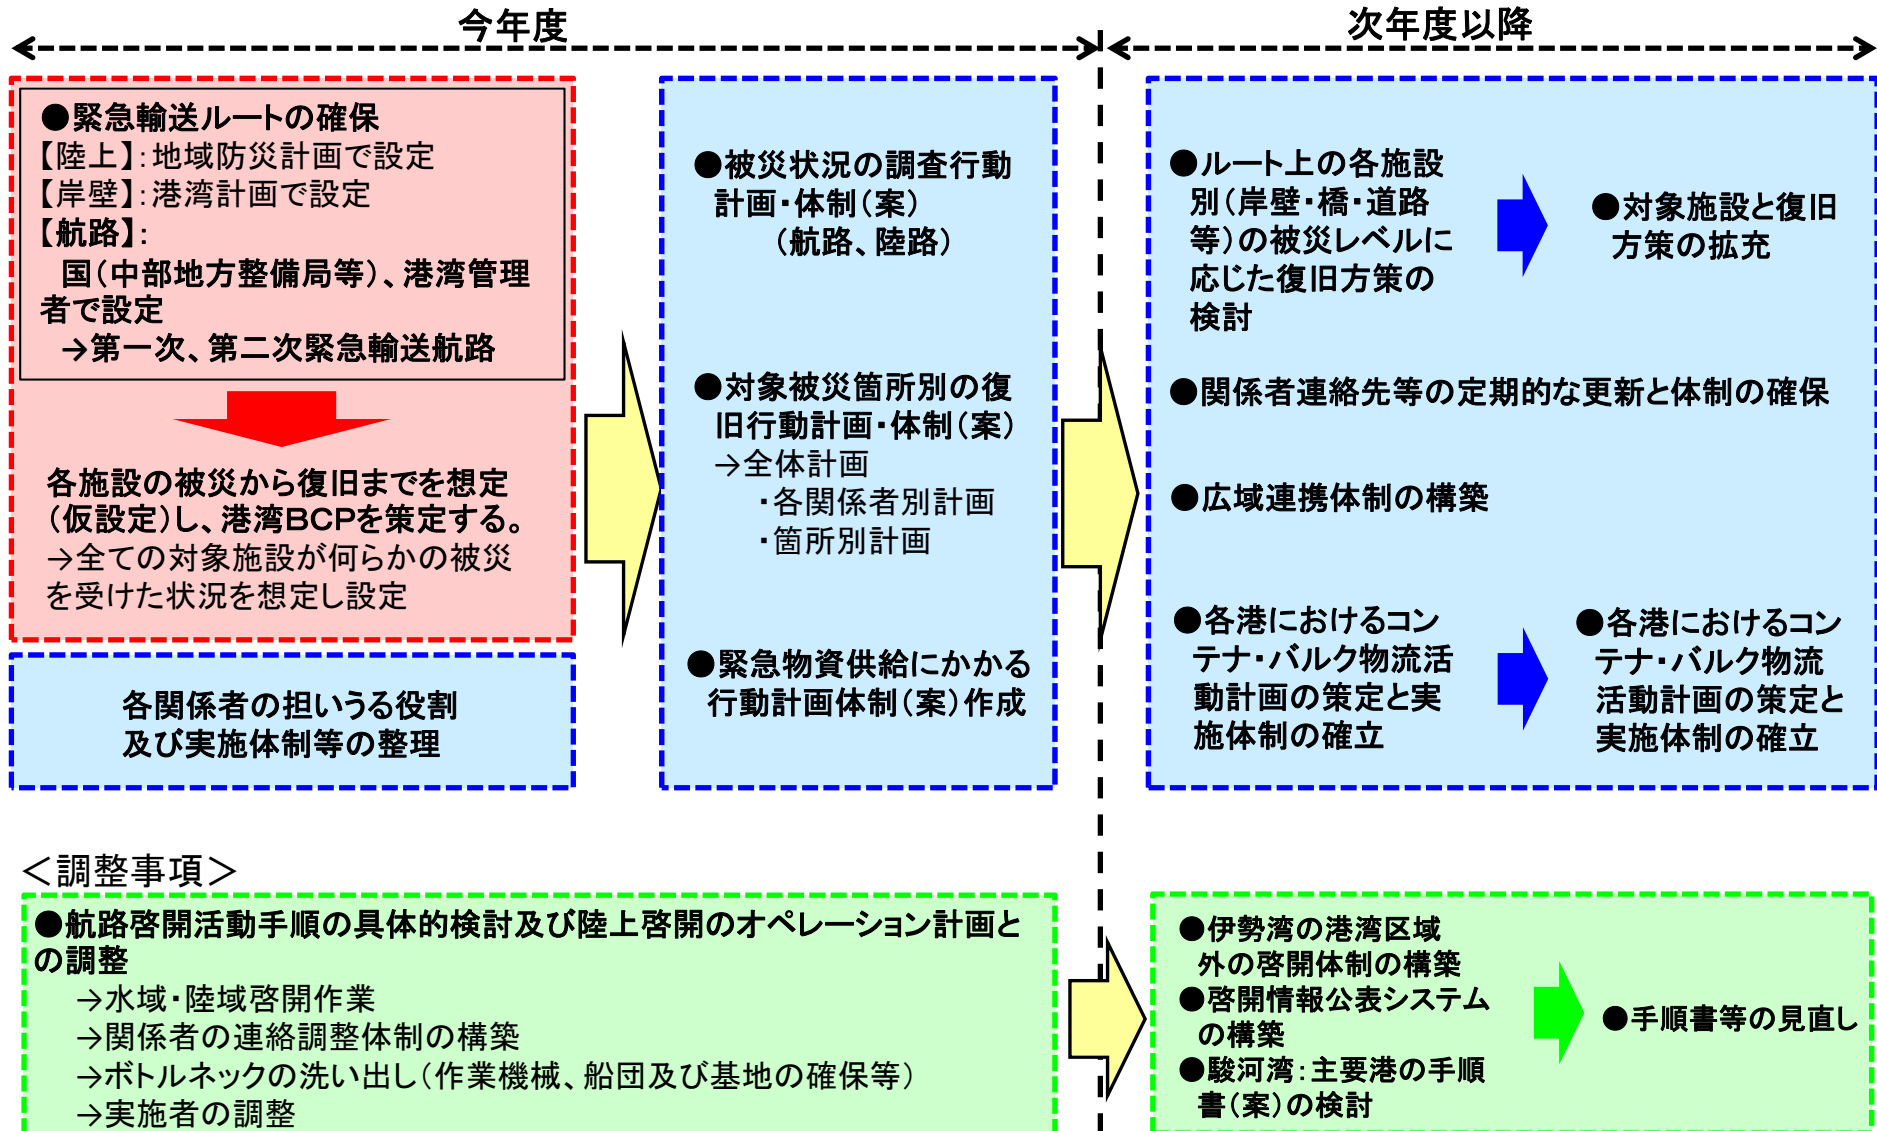 今年度
次年度以降
●緊急輸送ルートの確保
【陸上】：地域防災計画で設定
【岸壁】：港湾計画で設定
【航路】：
国（中部地方整備局等）、港湾管理
者で設定
→第一次、第二次緊急輸送航路
各施設の被災から復旧までを想定
（仮設定）し、港湾BCPを策定する。
→全ての対象施設が何らかの被災
を受けた状況を想定し設定
各関係者の担いうる役割
及び実施体制等の整理
●被災状況の調査行動
計画・体制（案）
（航路、陸路）
●対象被災箇所別の復
旧行動計画・体制（案）
→全体計画
・各関係者別計画
・箇所別計画
●緊急物資供給にかかる
行動計画体制（案）作成
●ルート上の各施設
別（岸壁・橋・道路
等）の被災レベルに
応じた復旧方策の
検討
●対象施設と復旧
方策の拡充
●関係者連絡先等の定期的な更新と体制の確保
●広域連携体制の構築
●各港におけるコン
テナ・バルク物流活
動計画の策定と実
施体制の確立
●各港におけるコン
テナ・バルク物流
活動計画の策定と
実施体制の確立
＜調整事項＞
●航路啓開活動手順の具体的検討及び陸上啓開のオペレーション計画と
の調整
→水域・陸域啓開作業
→関係者の連絡調整体制の構築
→ボトルネックの洗い出し（作業機械、船団及び基地の確保等）
→実施者の調整
●伊勢湾の港湾区域
外の啓開体制の構築
●啓開情報公表システム
の構築
●駿河湾：主要港の手順
書（案）の検討
●手順書等の見直し